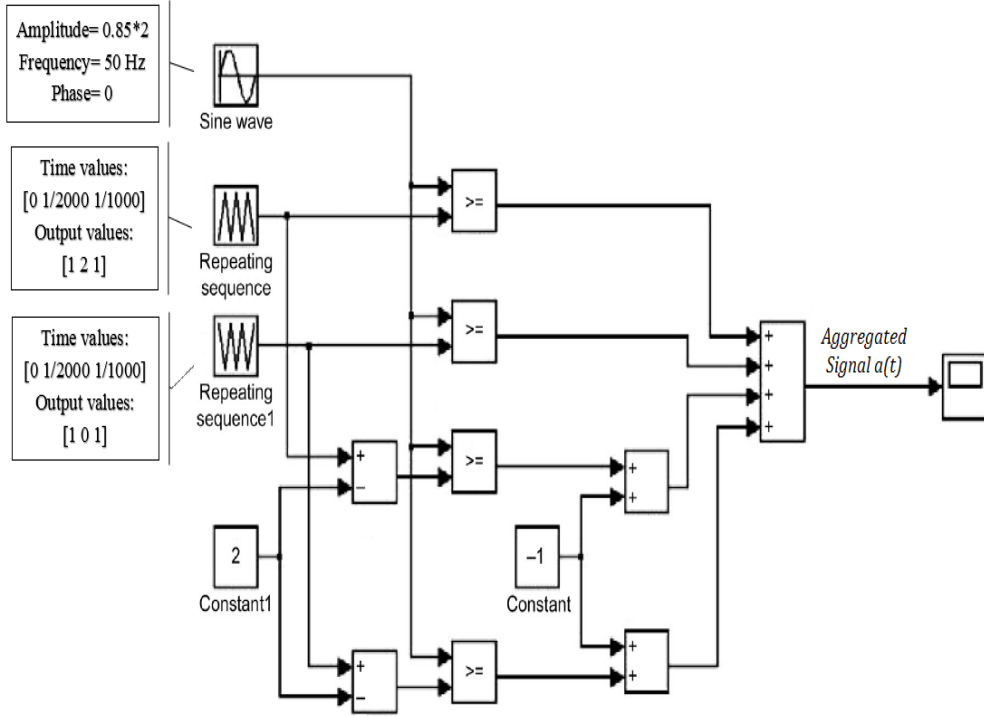 Amplitude= 0.85*2
Frequency= 50 Hz
Phase= 0
Sine wave
Time values:
[0 1/2000 1/1000]
Output values:
[1 2 1]
Repeating
sequence
>=
Time values:
[0 1/2000 1/1000]
Output values:
[1 0 1]
Repeating
sequence1
>=
+
+
+
+
Aggregated
Signal a(t)
+
−
>=
+
+
2
Constant1
−1
Constant
+
−
>=
+
+